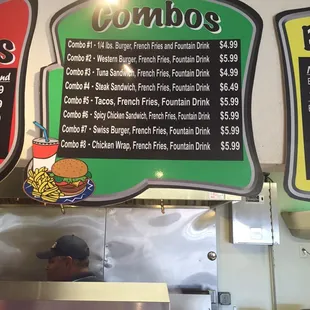 Combos
Combo #1 - 1/4 lbs. Burger, French Fries and Fountain Drink $4.99
Combo #2 - Western Burger, French Fries, Fountain Drink $5.99
Combo #3 - Tuna Sandwich, French Fries, Fountain Drink $4.99
Combo #4 - Steak Sandwich, French Fries, Fountain Drink $6.49
Combo #5 - Tacos, French Fries, Fountain Drink $5.99
Combo #6 - Spicy Chicken Sandwich, French Fries, Fountain Drink $5.99
Combo #7 - Swiss Burger, French Fries, Fountain Drink $5.99
Combo #8 - Chicken Wrap, French Fries, Fountain Drink $5.99